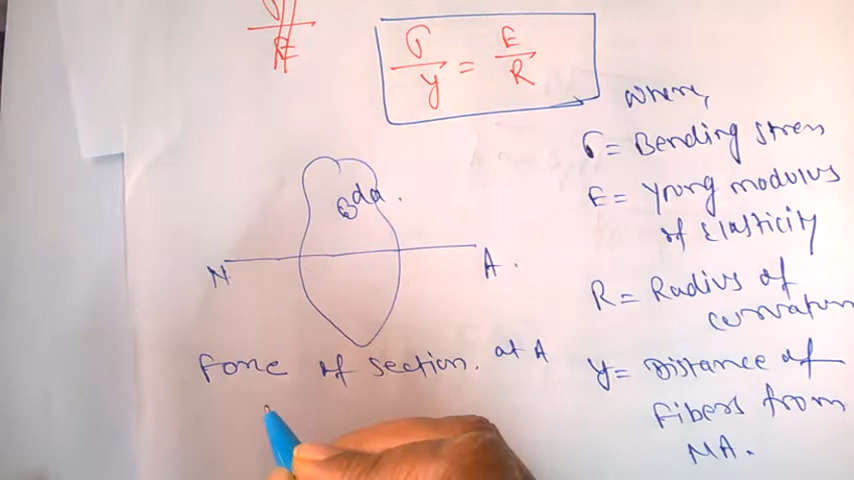 σ/y = E/R
where,
σ = Bending stress
E = Young modulus
of Elasticity
R = Radius of
curvature
y = Distance of
Fibers from
NA.
da.
N
A.
Force of section. at A